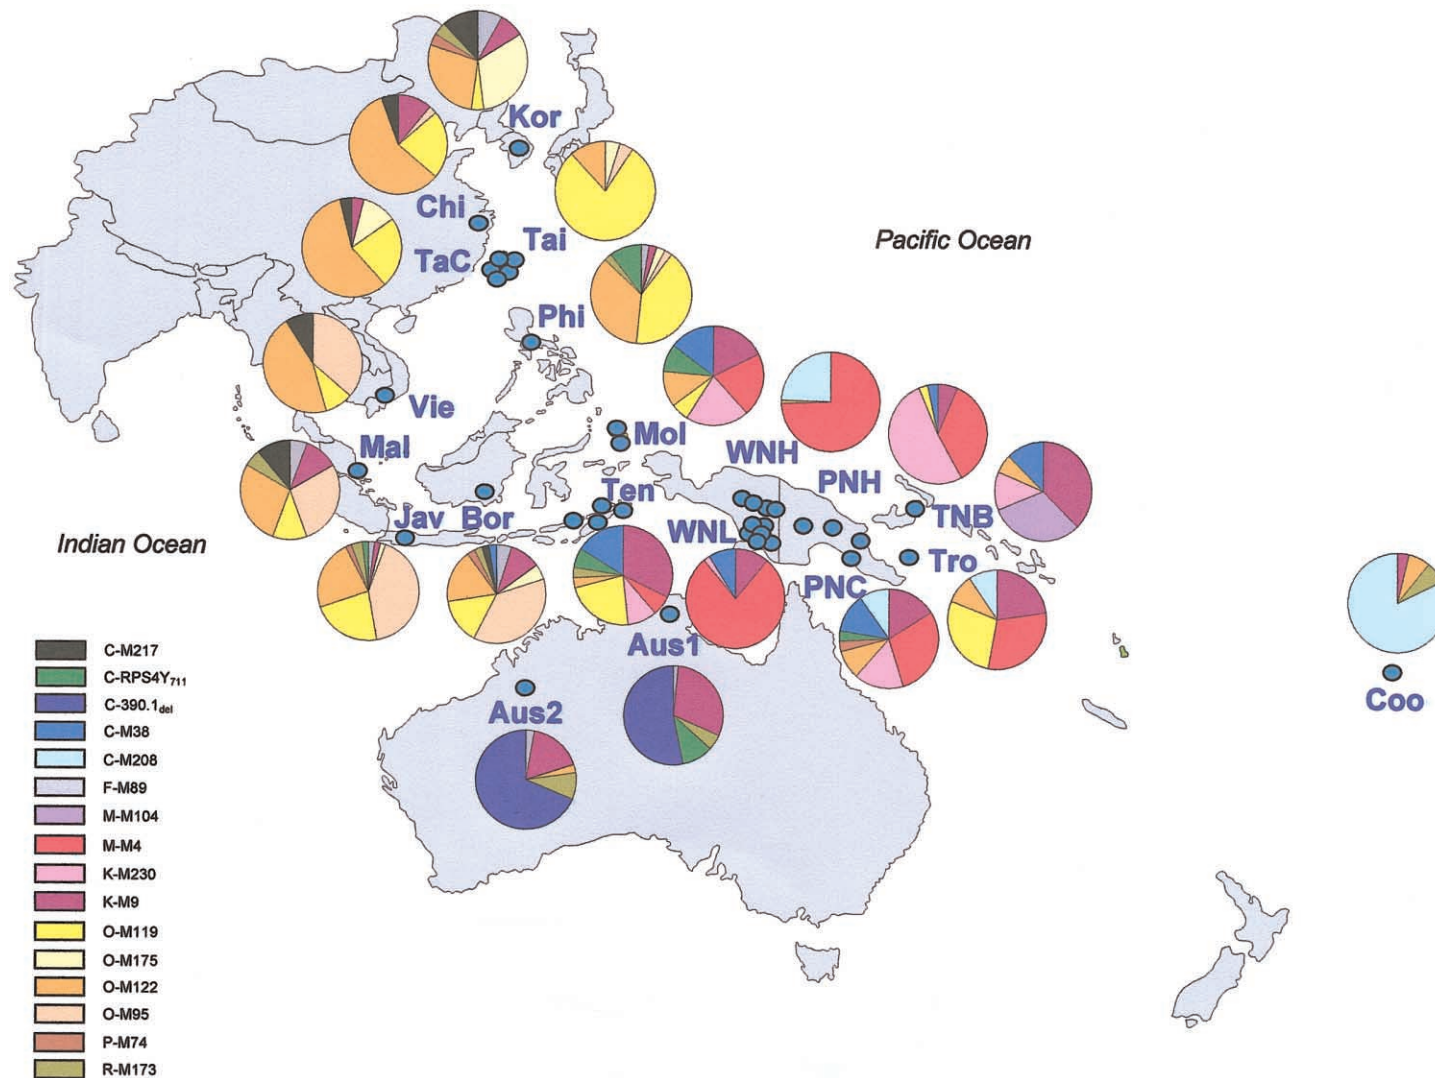 Kor
Chi
Tai
TaC
Pacific Ocean
Phi
Vie
Mol
Mal
WNH
PNH
Ten
TNB
Jav Bor
WNL
Indian Ocean
Tro
PNC
Aus1
Aus2
Coo
C-M217
C-RPS4Y₇₁₁
C-390.1del
C-M38
C-M208
F-M89
M-M104
M-M4
K-M230
K-M9
O-M119
O-M175
O-M122
O-M95
P-M74
R-M173